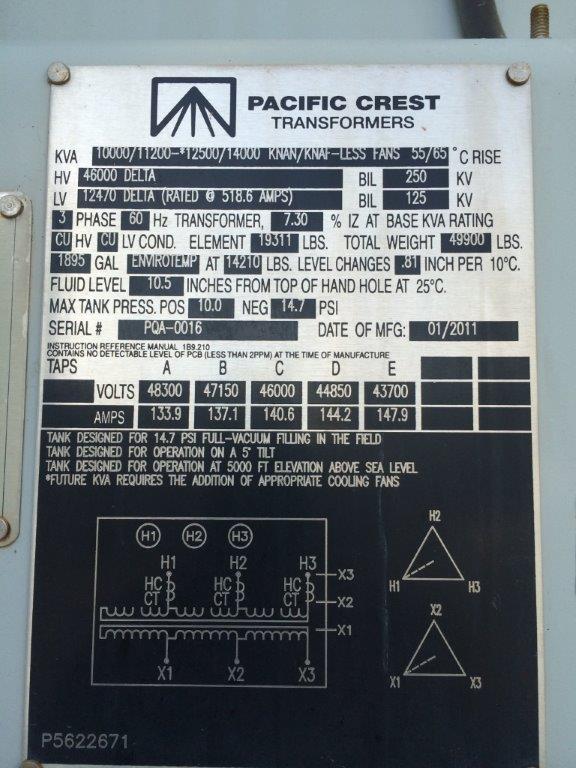 PACIFIC CREST
TRANSFORMERS
KVA 10000/11200-*12500/14000 KNAN/KNAF-LESS FANS 55/65 °C RISE
HV 46000 DELTA BIL 250 KV
LV 12470 DELTA (RATED @ 518.6 AMPS) BIL 125 KV
3 PHASE 60 Hz TRANSFORMER, 7.30 % IZ AT BASE KVA RATING
CU HV CU LV COND. ELEMENT 19311 LBS. TOTAL WEIGHT 49900 LBS.
1895 GAL ENVIROTEMP AT 14210 LBS. LEVEL CHANGES .81 INCH PER 10°C.
FLUID LEVEL 10.5 INCHES FROM TOP OF HAND HOLE AT 25°C.
MAX TANK PRESS. POS 10.0 NEG 14.7 PSI
SERIAL # PQA-0016 DATE OF MFG: 01/2011
INSTRUCTION REFERENCE MANUAL 1B9.210
CONTAINS NO DETECTABLE LEVEL OF PCB (LESS THAN 2PPM) AT THE TIME OF MANUFACTURE
TAPS A B C D E
VOLTS 48300 47150 46000 44850 43700
AMPS 133.9 137.1 140.6 144.2 147.9
TANK DESIGNED FOR 14.7 PSI FULL-VACUUM FILLING IN THE FIELD
TANK DESIGNED FOR OPERATION ON A 5° TILT
TANK DESIGNED FOR OPERATION AT 5000 FT ELEVATION ABOVE SEA LEVEL
*FUTURE KVA REQUIRES THE ADDITION OF APPROPRIATE COOLING FANS
H1 H2 H3
H1 H2 H3
HC HC HC
CT CT CT
X3
X2
X1
X1 X2 X3
H2
H1 H3
X2
X1 X3
P5622671